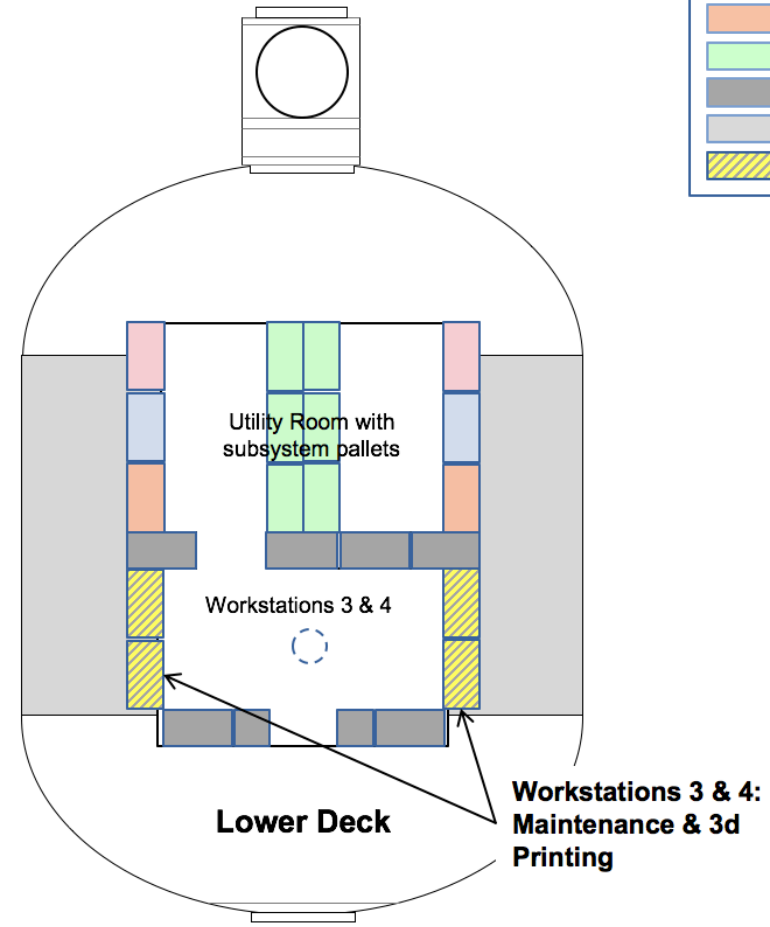 Utility Room with
subsystem pallets
Workstations 3 & 4
Workstations 3 & 4:
Maintenance & 3d
Printing
Lower Deck